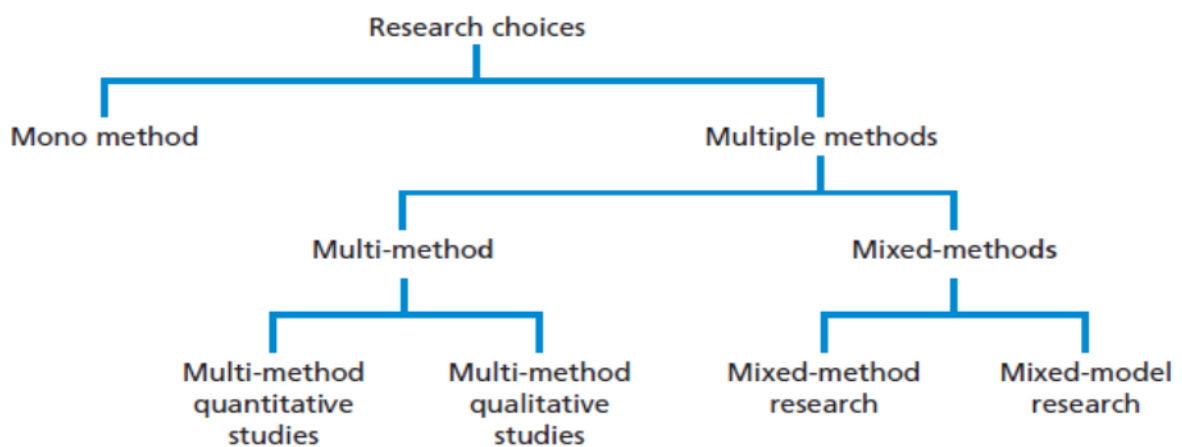 Research choices
Mono method
Multiple methods
Multi-method
Mixed-methods
Multi-method
quantitative
studies
Multi-method
qualitative
studies
Mixed-method
research
Mixed-model
research